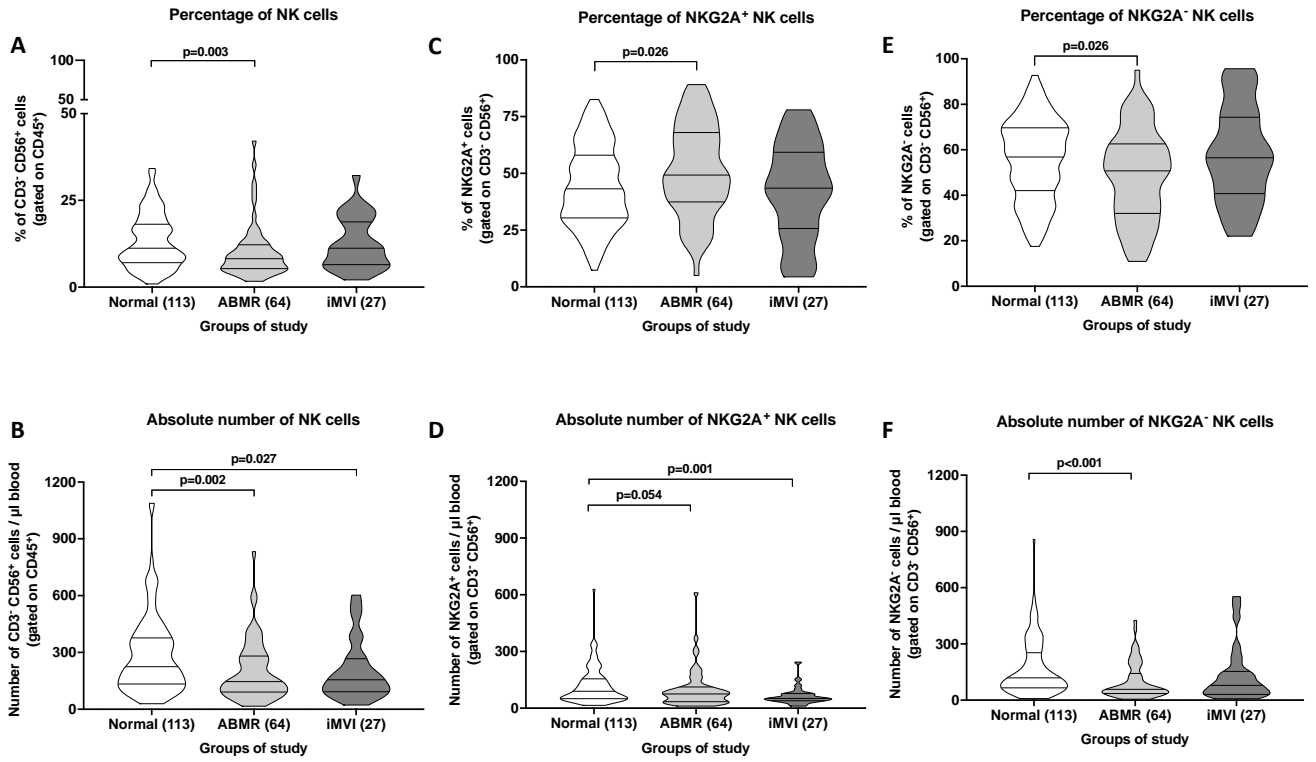 Percentage of NK cells
A
p=0.003
% of CD3⁻ CD56⁺ cells
(gated on CD45⁺)
100
50
50
25
0
Normal (113) ABMR (64) iMVI (27)
Groups of study
Percentage of NKG2A⁺ NK cells
C
p=0.026
% of NKG2A⁺ cells
(gated on CD3⁻ CD56⁺)
100
75
50
25
0
Normal (113) ABMR (64) iMVI (27)
Groups of study
Percentage of NKG2A⁻ NK cells
E
p=0.026
% of NKG2A⁻ cells
(gated on CD3⁻ CD56⁺)
100
80
60
40
20
0
Normal (113) ABMR (64) iMVI (27)
Groups of study
Absolute number of NK cells
B
p=0.027
p=0.002
Number of CD3⁻ CD56⁺ cells / µl blood
(gated on CD45⁺)
1200
900
600
300
0
Normal (113) ABMR (64) iMVI (27)
Groups of study
Absolute number of NKG2A⁺ NK cells
D
p=0.001
p=0.054
Number of NKG2A⁺ cells / µl blood
(gated on CD3⁻ CD56⁺)
1200
900
600
300
0
Normal (113) ABMR (64) iMVI (27)
Groups of study
Absolute number of NKG2A⁻ NK cells
F
p<0.001
Number of NKG2A⁻ cells / µl blood
(gated on CD3⁻ CD56⁺)
1200
900
600
300
0
Normal (113) ABMR (64) iMVI (27)
Groups of study